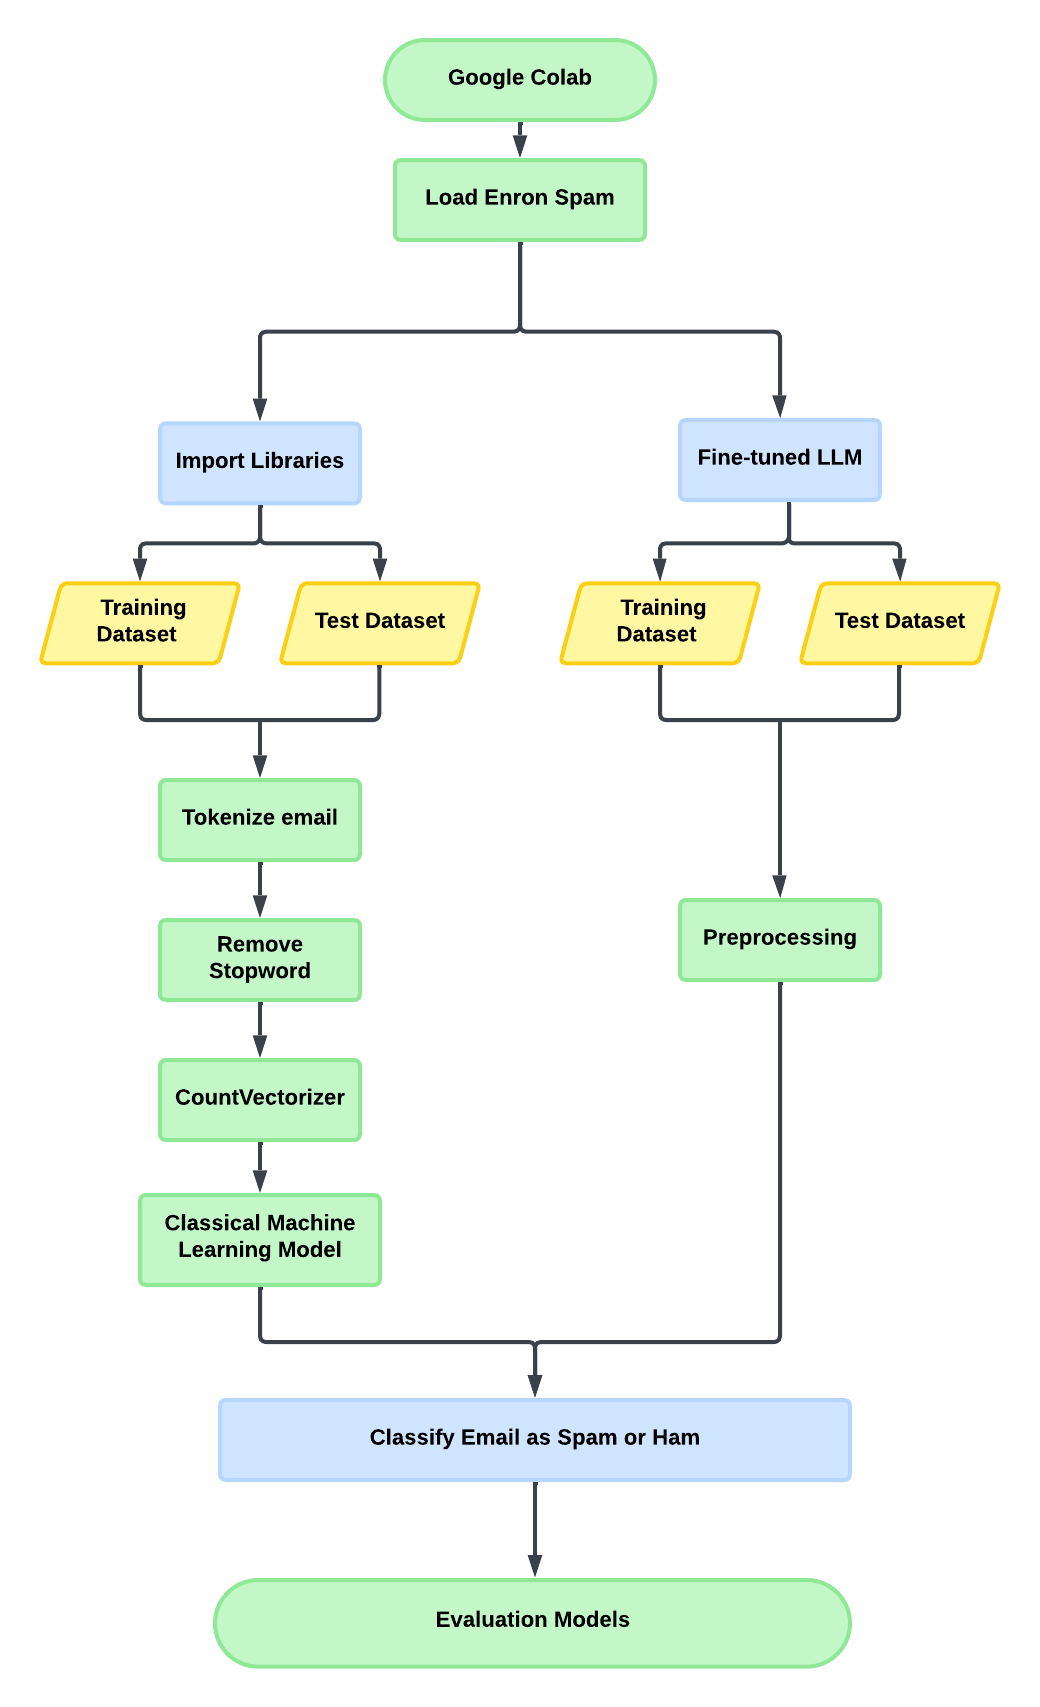 Google Colab
Load Enron Spam
Import Libraries
Fine-tuned LLM
Training
Dataset
Test Dataset
Training
Dataset
Test Dataset
Tokenize email
Remove
Stopword
Preprocessing
CountVectorizer
Classical Machine
Learning Model
Classify Email as Spam or Ham
Evaluation Models